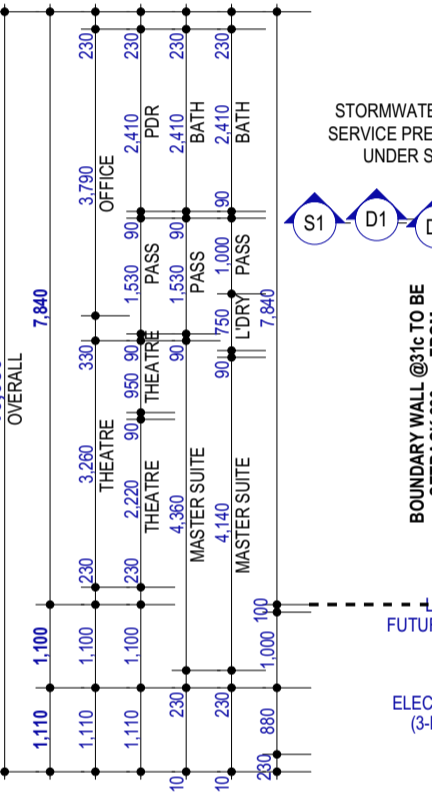 OVERALL
7,840
1,100
1,110
230
3,790
OFFICE
330
3,260
THEATRE
230
1,100
1,110
230
2,410
PDR
90
1,530
PASS
90
950
THEATRE
90
2,220
THEATRE
230
1,100
1,110
230
2,410
BATH
90
1,530
PASS
90
4,360
MASTER SUITE
230
10
230
2,410
BATH
90
1,000
PASS
750
L'DRY
90
4,140
MASTER SUITE
230
10
7,840
100
1,000
880
230
STORMWATE
SERVICE PRE
UNDER S
S1
D1
D
BOUNDARY WALL @31c TO BE
FUTUR
ELEC
(3-